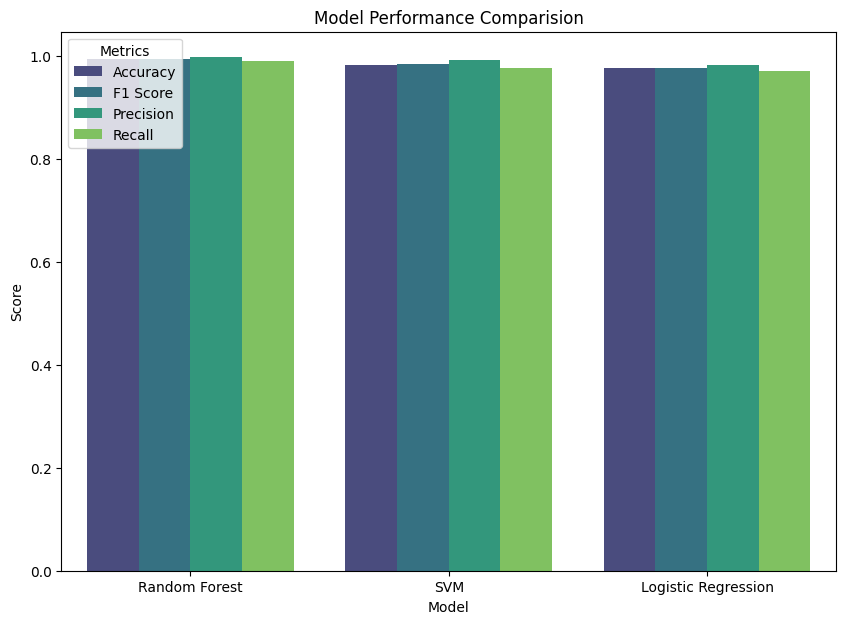 Model Performance Comparision
Metrics
Accuracy
F1 Score
Precision
Recall
1.0
0.8
0.6
0.4
0.2
0.0
Score
Random Forest
SVM
Logistic Regression
Model